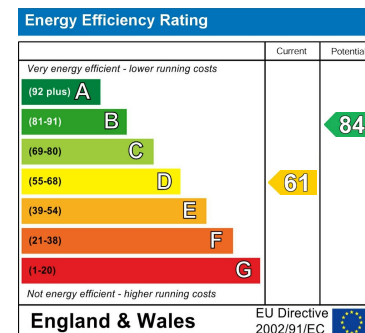 Energy Efficiency Rating
Current Potential
Very energy efficient - lower running costs
(92 plus) A
(81-91) B
84
(69-80) C
(55-68) D
61
(39-54) E
(21-38) F
(1-20) G
Not energy efficient - higher running costs
England & Wales
EU Directive
2002/91/EC